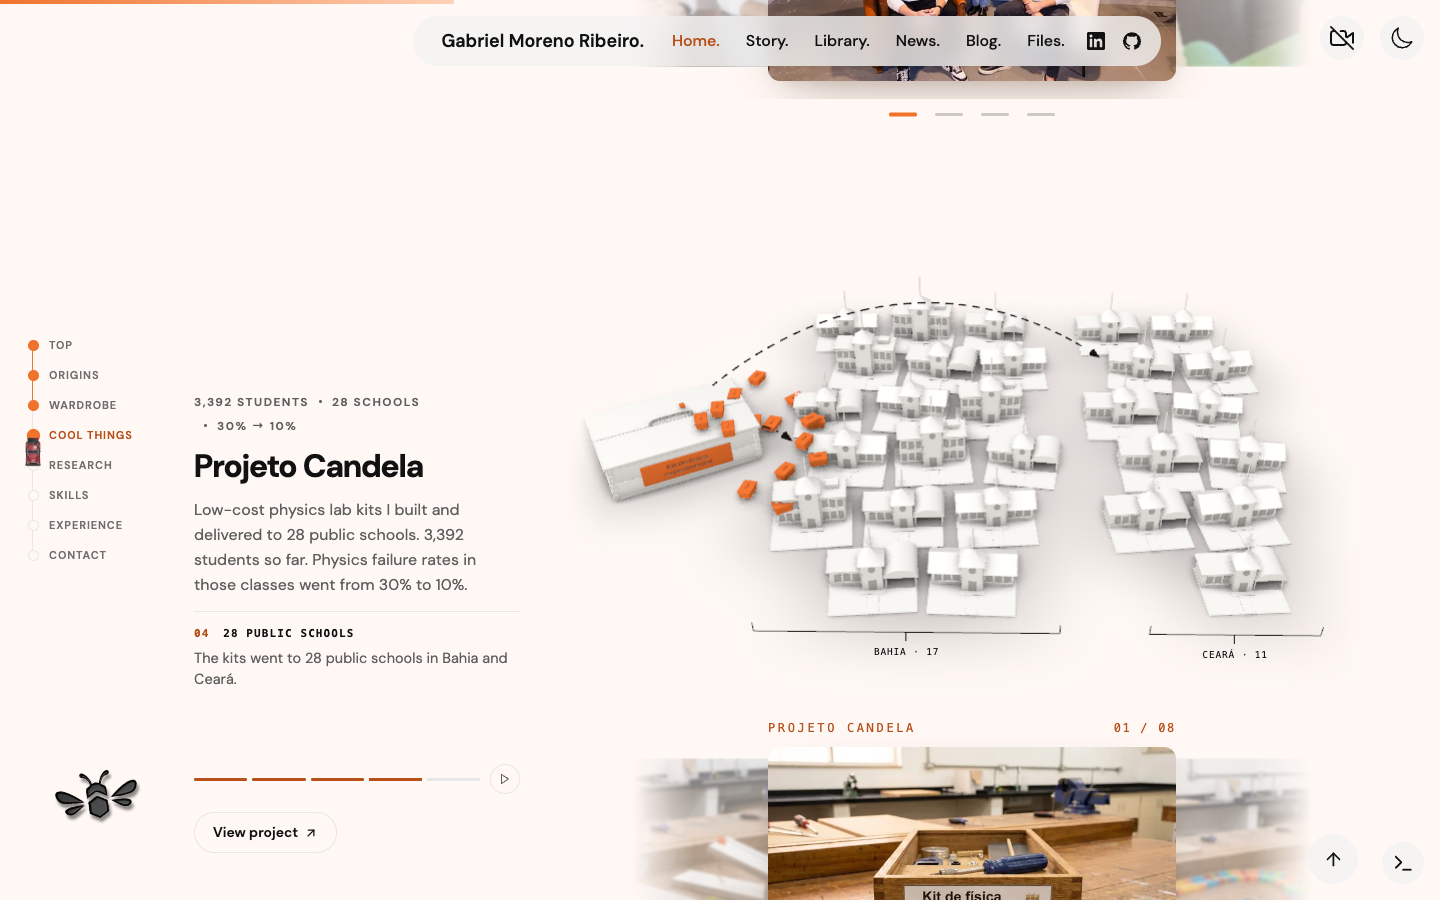 Gabriel Moreno Ribeiro.
Home.
Story.
Library.
News.
Blog.
Files.
TOP
ORIGINS
WARDROBE
COOL THINGS
RESEARCH
SKILLS
EXPERIENCE
CONTACT
3,392 STUDENTS • 28 SCHOOLS
• 30% → 10%
Projeto Candela
Low-cost physics lab kits I built and
delivered to 28 public schools. 3,392
students so far. Physics failure rates in
those classes went from 30% to 10%.
04 28 PUBLIC SCHOOLS
The kits went to 28 public schools in Bahia and
Ceará.
View project
BAHIA · 17
CEARÁ · 11
PROJETO CANDELA
01 / 08
Kit de física